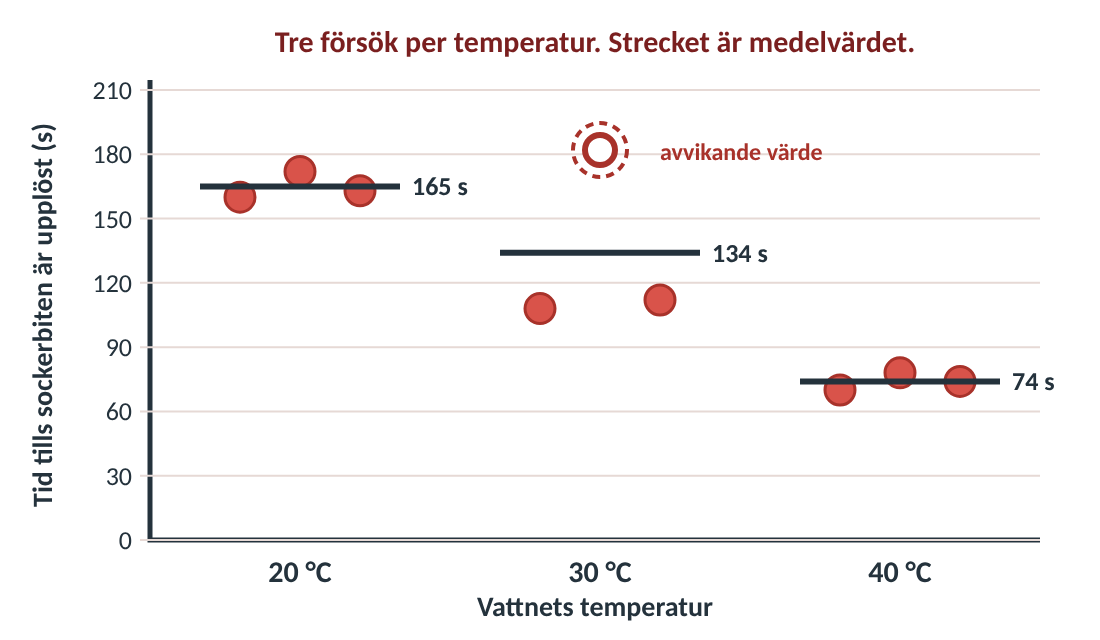 Tre försök per temperatur. Strecket är medelvärdet.
Tid tills sockerbiten är upplöst (s)
210
180
150
120
90
60
30
0
avvikande värde
165 s
134 s
74 s
20 °C
30 °C
40 °C
Vattnets temperatur